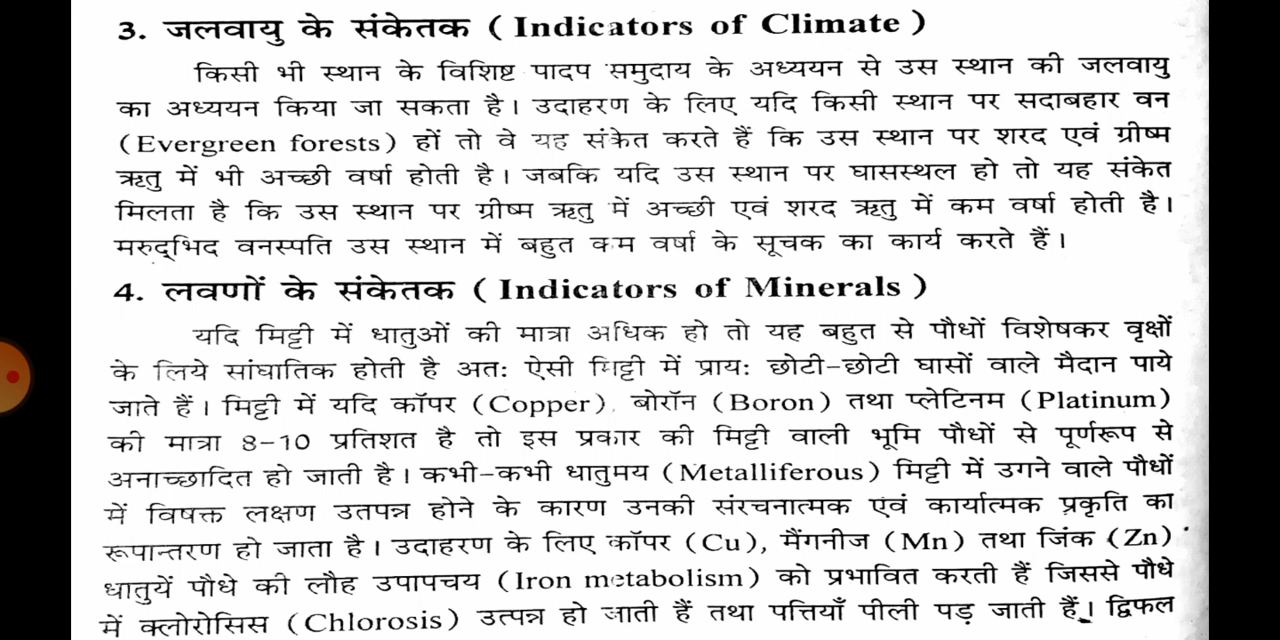 3. जलवायु के संकेतक ( Indicators of Climate )
किसी भी स्थान के विशिष्ट पादप समुदाय के अध्ययन से उस स्थान की जलवायु
का अध्ययन किया जा सकता है। उदाहरण के लिए यदि किसी स्थान पर सदाबहार वन
(Evergreen forests) हों तो वे यह संकेत करते हैं कि उस स्थान पर शरद एवं ग्रीष्म
ऋतु में भी अच्छी वर्षा होती है। जबकि यदि उस स्थान पर घासस्थल हो तो यह संकेत
मिलता है कि उस स्थान पर ग्रीष्म ऋतु में अच्छी एवं शरद ऋतु में कम वर्षा होती है।
मरुद्भिद वनस्पति उस स्थान में बहुत कम वर्षा के सूचक का कार्य करते हैं।
4. लवणों के संकेतक ( Indicators of Minerals )
यदि मिट्टी में धातुओं की मात्रा अधिक हो तो यह बहुत से पौधों विशेषकर वृक्षों
के लिये सांघातिक होती है अतः ऐसी मिट्टी में प्रायः छोटी-छोटी घासों वाले मैदान पाये
जाते हैं। मिट्टी में यदि कॉपर (Copper), बोरॉन (Boron) तथा प्लेटिनम (Platinum)
की मात्रा 8-10 प्रतिशत है तो इस प्रकार की मिट्टी वाली भूमि पौधों से पूर्णरूप से
अनाच्छादित हो जाती है। कभी-कभी धातुमय (Metalliferous) मिट्टी में उगने वाले पौधों
में विषक्त लक्षण उतपन्न होने के कारण उनकी संरचनात्मक एवं कार्यात्मक प्रकृति का
रूपान्तरण हो जाता है। उदाहरण के लिए कॉपर (Cu), मैंगनीज (Mn) तथा जिंक (Zn)
धातुयें पौधे की लौह उपापचय (Iron metabolism) को प्रभावित करती हैं जिससे पौधे
में क्लोरोसिस (Chlorosis) उत्पन्न हो जाती हैं तथा पत्तियाँ पीली पड़ जाती हैं। द्विफल